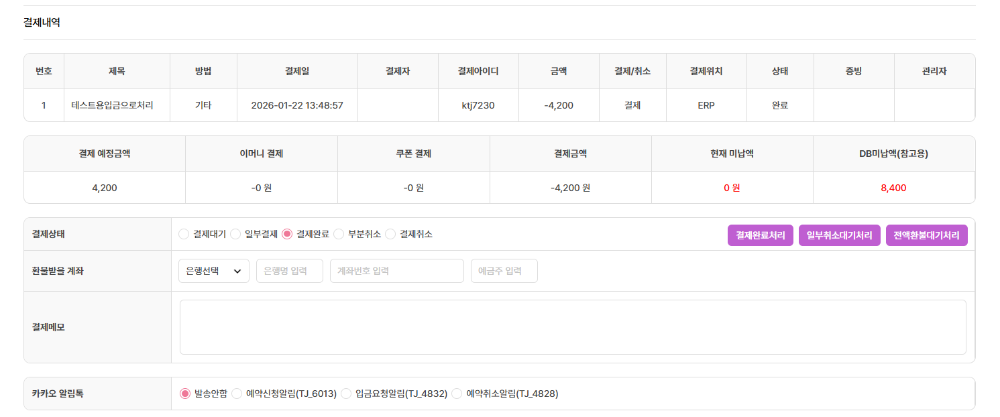 결제내역
번호 제목 방법 결제일 결제자 결제아이디 금액 결제/취소 결제위치 상태 증빙 관리자
1 테스트용입금으로처리 기타 2026-01-22 13:48:57 ktj7230 -4,200 결제 ERP 완료
결제 예정금액 이머니 결제 쿠폰 결제 결제금액 현재 미납액 DB미납액(참고용)
4,200 -0 원 -0 원 -4,200 원 0 원 8,400
결제상태 결제대기 일부결제 결제완료 부분취소 결제취소 결제완료처리 일부취소대기처리 전액환불대기처리
환불받을 계좌 은행선택 은행명 입력 계좌번호 입력 예금주 입력
결제메모
카카오 알림톡 발송안함 예약신청알림(TJ_6013) 입금요청알림(TJ_4832) 예약취소알림(TJ_4828)